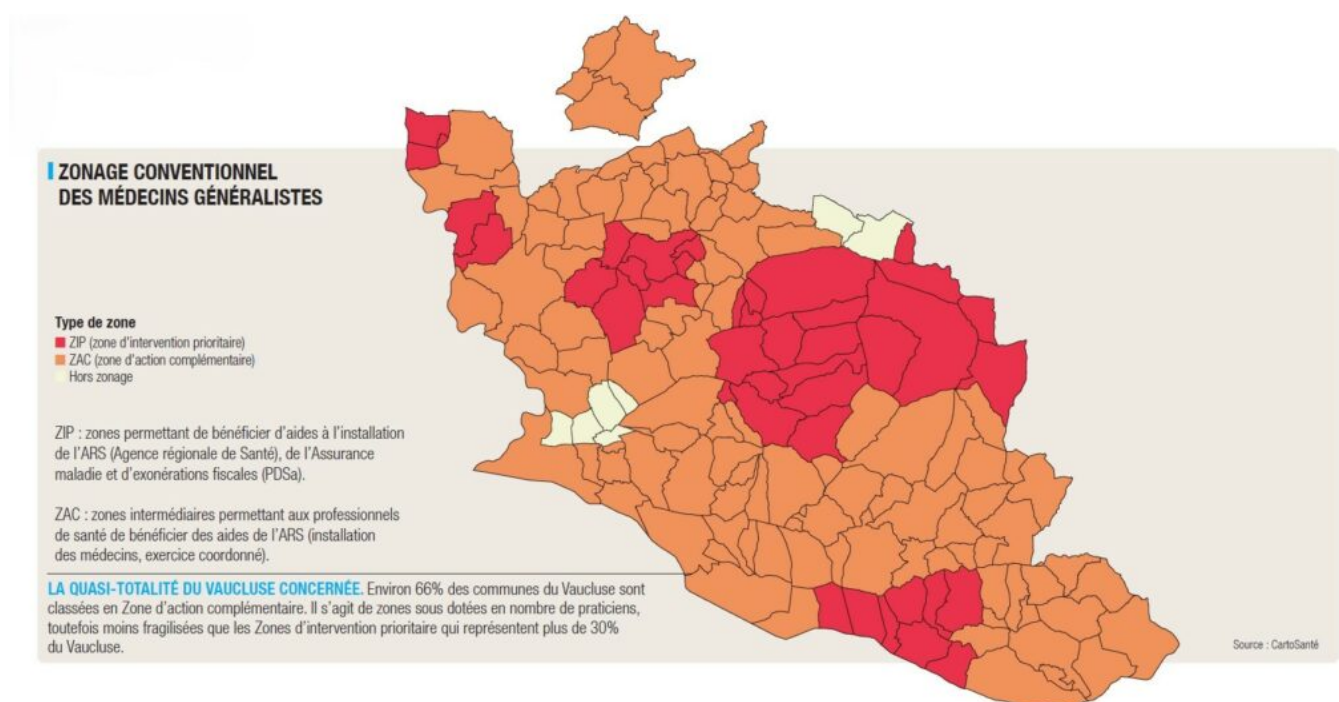 ZONAGE CONVENTIONNEL
DES MÉDECINS GÉNÉRALISTES
Type de zone
ZIP (zone d'intervention prioritaire)
ZAC (zone d'action complémentaire)
Hors zonage
ZIP : zones permettant de bénéficier d'aides à l'installation
de l'ARS (Agence régionale de Santé), de l'Assurance
maladie et d'exonérations fiscales (PDSa).
ZAC : zones intermédiaires permettant aux professionnels
de santé de bénéficier des aides de l'ARS (installation
des médecins, exercice coordonné).
LA QUASI-TOTALITÉ DU VAUCLUSE CONCERNÉE. Environ 66% des communes du Vaucluse sont
classées en Zone d'action complémentaire. Il s'agit de zones sous dotées en nombre de praticiens,
toutefois moins fragilisées que les Zones d'intervention prioritaire qui représentent plus de 30%
du Vaucluse.
Source : CartoSanté